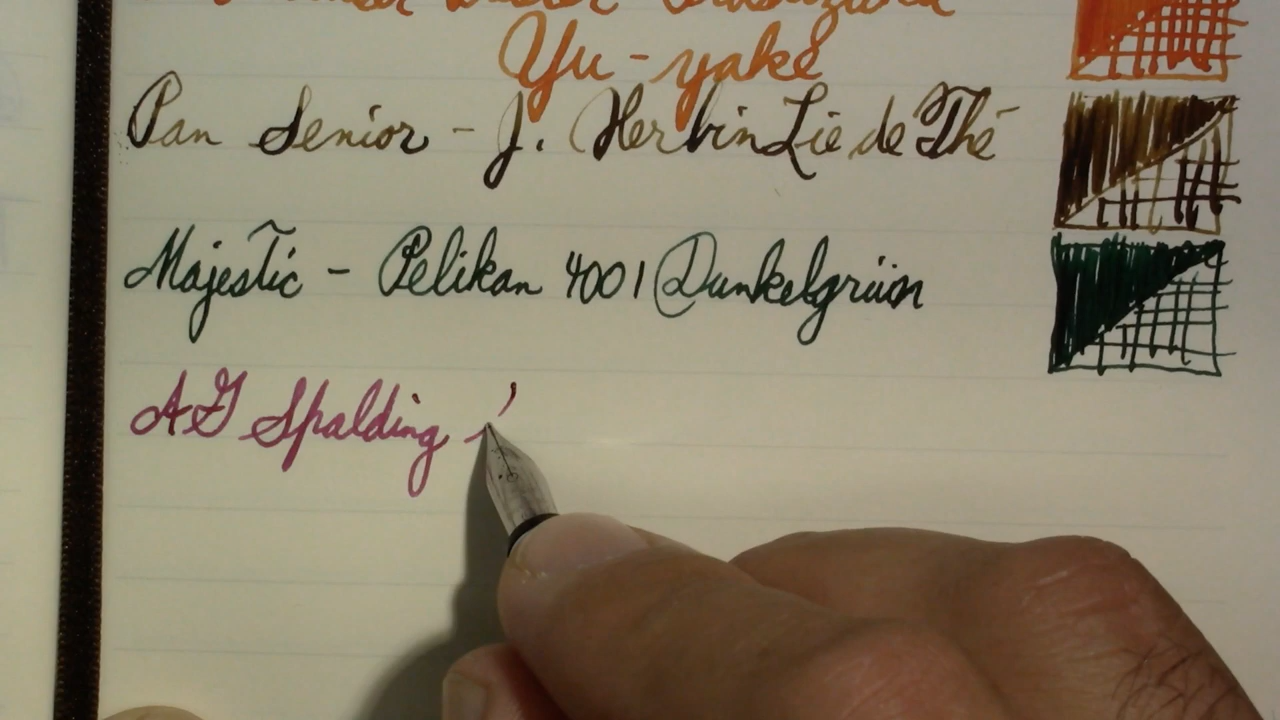 Yu-yake
Pan Senior - J. Herbin Lie de Thé
Majestic - Pelikan 4001 Dunkelgrün
AG Spalding